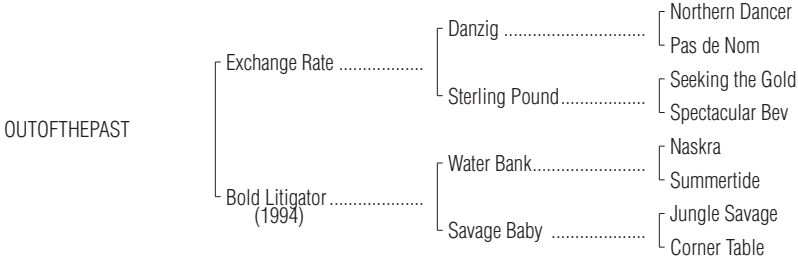 Northern Dancer
Danzig ..............................
Pas de Nom
Exchange Rate ..................
Seeking the Gold
Sterling Pound..................
Spectacular Bev
OUTOFTHEPAST
Naskra
Water Bank........................
Summertide
Bold Litigator ....................
(1994)
Jungle Savage
Savage Baby ....................
Corner Table